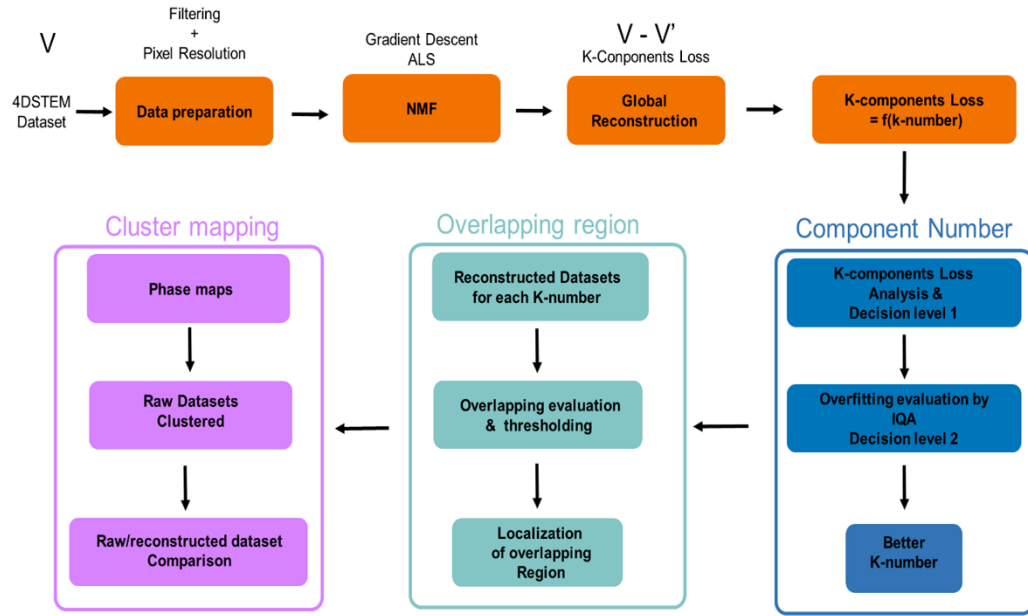 V
4DSTEM
Dataset
Filtering
+
Pixel Resolution
Data preparation
Gradient Descent
ALS
NMF
V - V'
K-Conponents Loss
Global
Reconstruction
K-components Loss
= f(k-number)
Cluster mapping
Phase maps
Raw Datasets
Clustered
Raw/reconstructed dataset
Comparison
Overlapping region
Reconstructed Datasets
for each K-number
Overlapping evaluation
& thresholding
Localization
of overlapping
Region
Component Number
K-components Loss
Analysis &
Decision level 1
Overfitting evaluation by
IQA
Decision level 2
Better
K-number